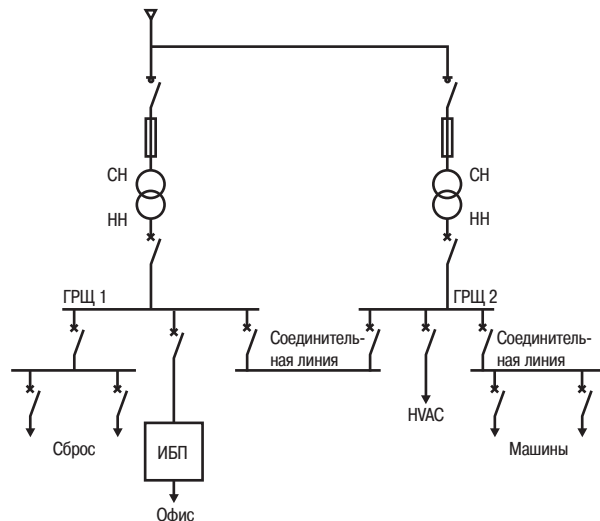 СН
СН
НН
НН
ГРЩ 1
ГРЩ 2
Соединитель-
ная линия
Соединитель-
ная линия
HVAC
Сброс
ИБП
Машины
Офис